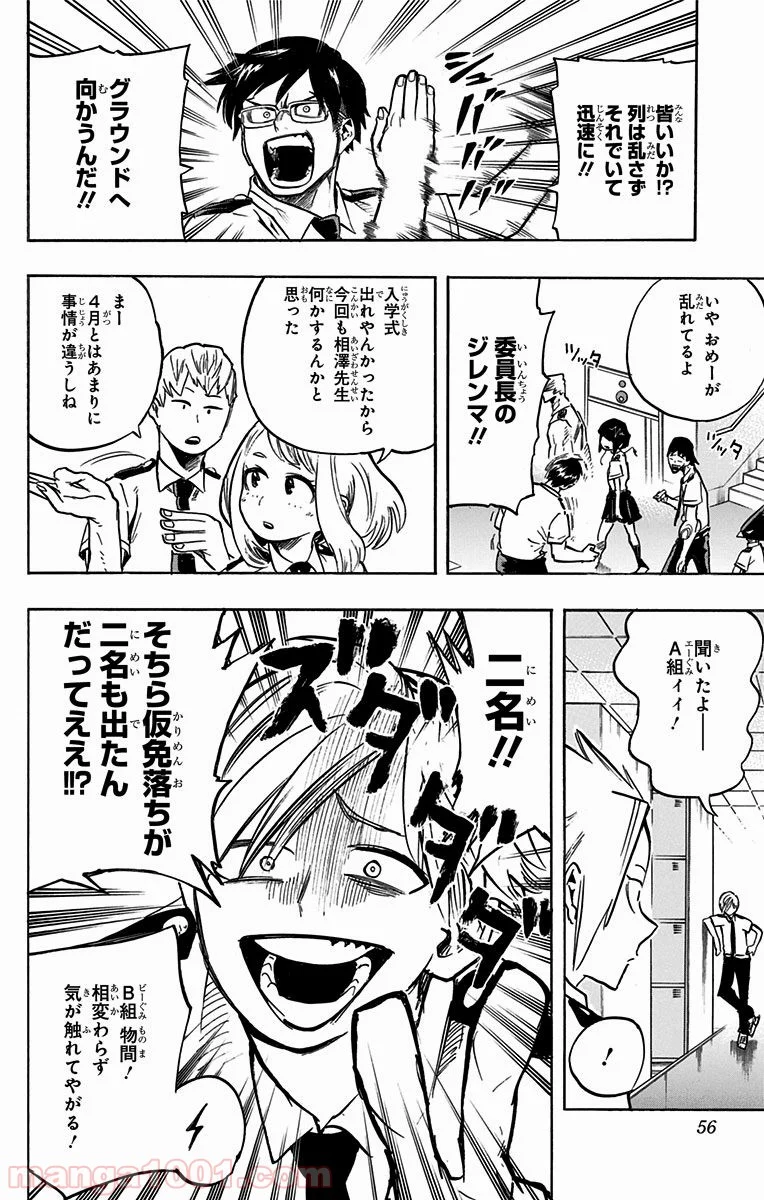 皆いいか!?
列は乱さず
それでいて
迅速に!!
グラウンドへ
向かうんだ!!
いやおめーが
乱れてるよ
委員長の
ジレンマ!!
ツッタ
ツッタ
入学式
出れやんかったから
今回も相澤先生
何かするんかと
思った
まー
4月とはあまりに
事情が違うしね
聞いたよ——
A組ィィ!
!
二名!!
ズダ
ダ
ダ
そちら仮免落ちが
二名も出たん
だってええ!!!?
B組 物間!
相変わらず
気が触れてやがる!
56
manga1001.com